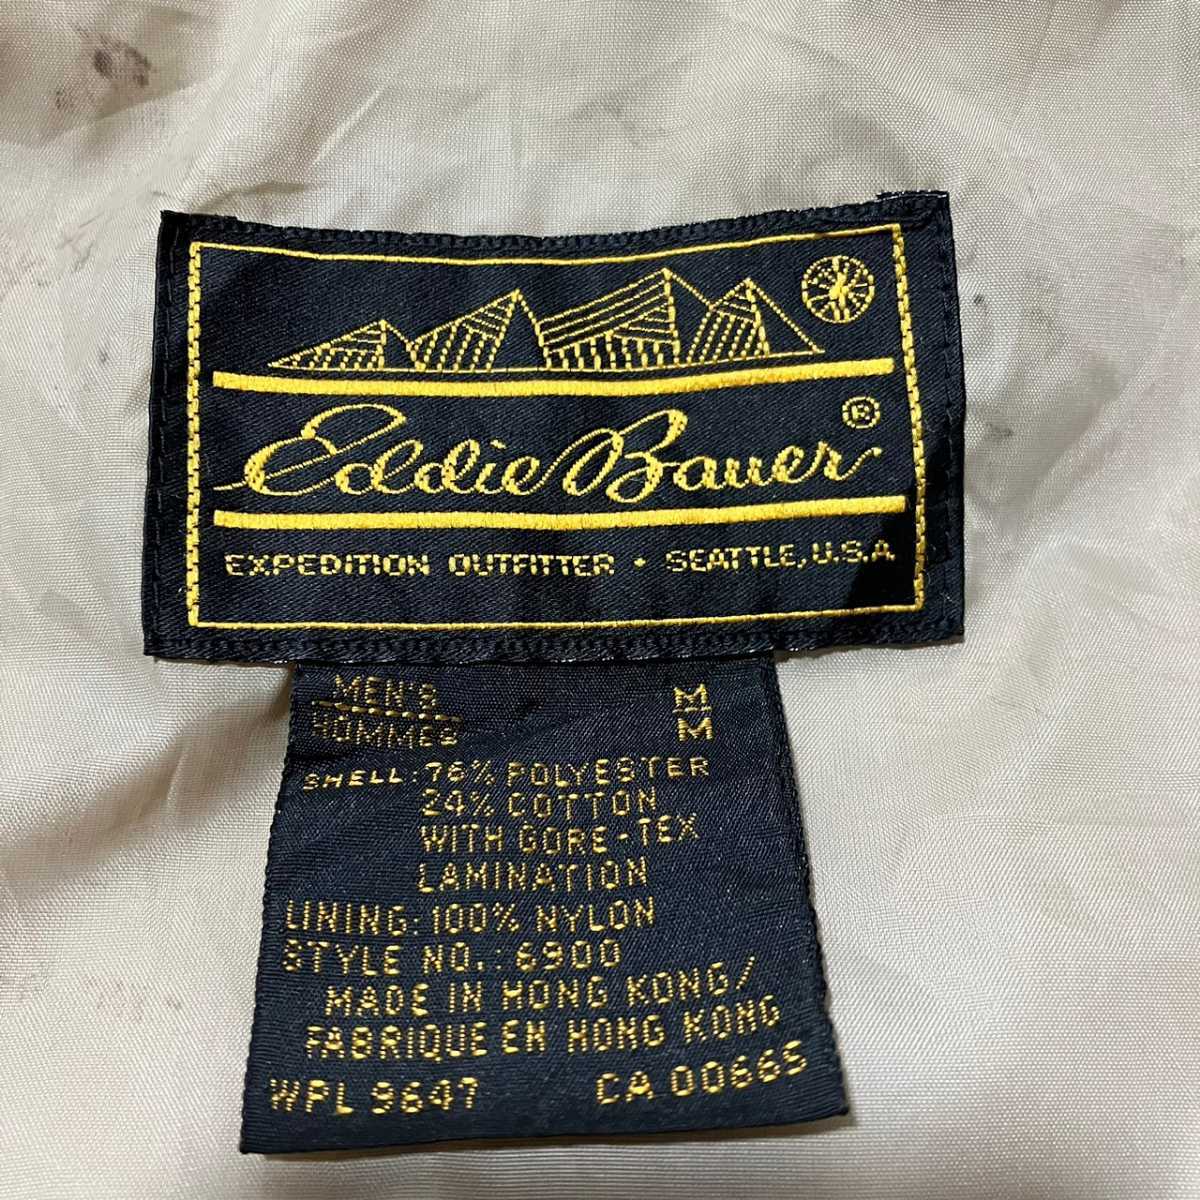 Eddie Bauer®
EXPEDITION OUTFITTER • SEATTLE, U.S.A
MEN'S M
HOMMES M
SHELL: 76% POLYESTER
24% COTTON
WITH GORE-TEX
LAMINATION
LINING: 100% NYLON
STYLE NO.: 6900
MADE IN HONG KONG/
FABRIQUE EN HONG KONG
WPL 9647 CA 00665